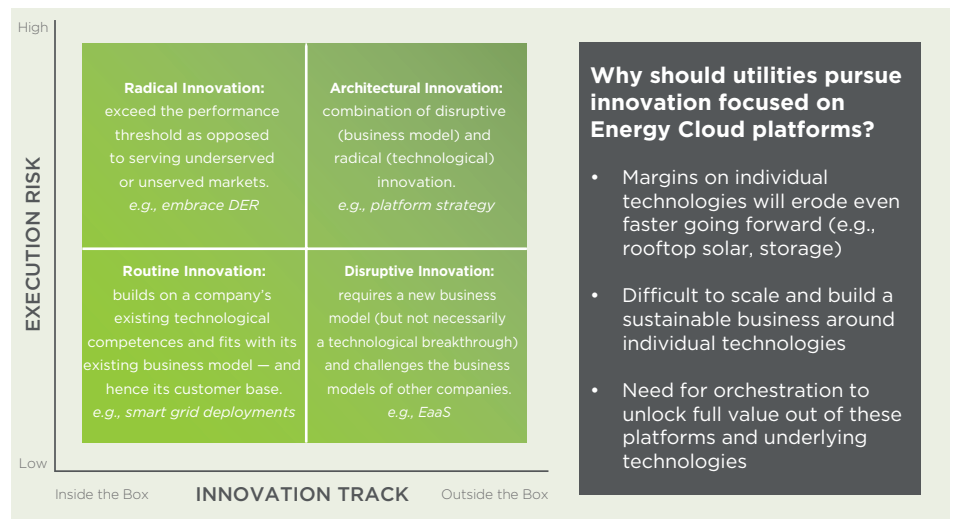 High
EXECUTION RISK
Low
Radical Innovation:
exceed the performance
threshold as opposed
to serving underserved
or unserved markets.
e.g., embrace DER
Architectural Innovation:
combination of disruptive
(business model) and
radical (technological)
innovation.
e.g., platform strategy
Routine Innovation:
builds on a company's
existing technological
competences and fits with its
existing business model — and
hence its customer base.
e.g., smart grid deployments
Disruptive Innovation:
requires a new business
model (but not necessarily
a technological breakthrough)
and challenges the business
models of other companies.
e.g., EaaS
Inside the Box
INNOVATION TRACK
Outside the Box
Why should utilities pursue
innovation focused on
Energy Cloud platforms?
• Margins on individual
technologies will erode even
faster going forward (e.g.,
rooftop solar, storage)
• Difficult to scale and build a
sustainable business around
individual technologies
• Need for orchestration to
unlock full value out of these
platforms and underlying
technologies